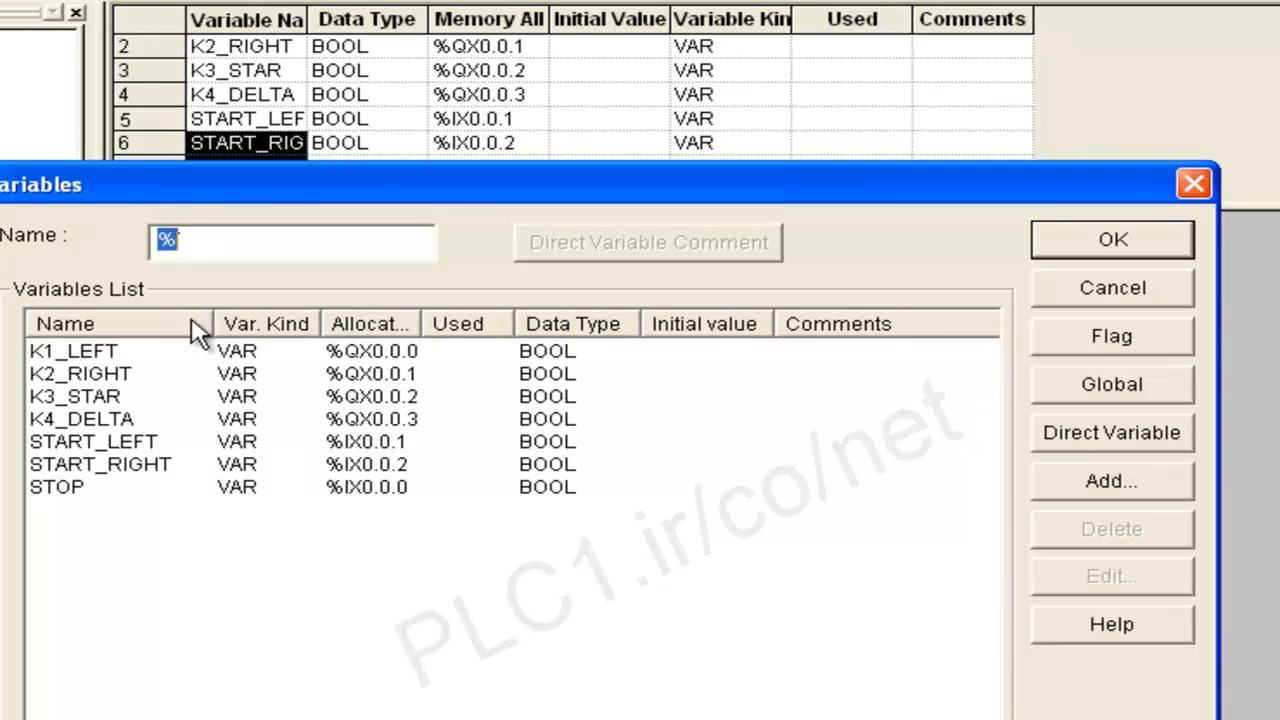 Variable Na Data Type Memory All Initial Value Variable Kin Used Comments
2 K2_RIGHT BOOL %QX0.0.1 VAR
3 K3_STAR BOOL %QX0.0.2 VAR
4 K4_DELTA BOOL %QX0.0.3 VAR
5 START_LEF BOOL %IX0.0.1 VAR
6 START_RIG BOOL %IX0.0.2 VAR
ariables
Name : % Direct Variable Comment OK
Variables List Cancel
Name Var. Kind Allocat... Used Data Type Initial value Comments
K1_LEFT VAR %QX0.0.0 BOOL
K2_RIGHT VAR %QX0.0.1 BOOL
K3_STAR VAR %QX0.0.2 BOOL
K4_DELTA VAR %QX0.0.3 BOOL
START_LEFT VAR %IX0.0.1 BOOL
START_RIGHT VAR %IX0.0.2 BOOL
STOP VAR %IX0.0.0 BOOL
Flag
Global
Direct Variable
Add...
Delete
Edit...
Help
PLC1.ir/co/net